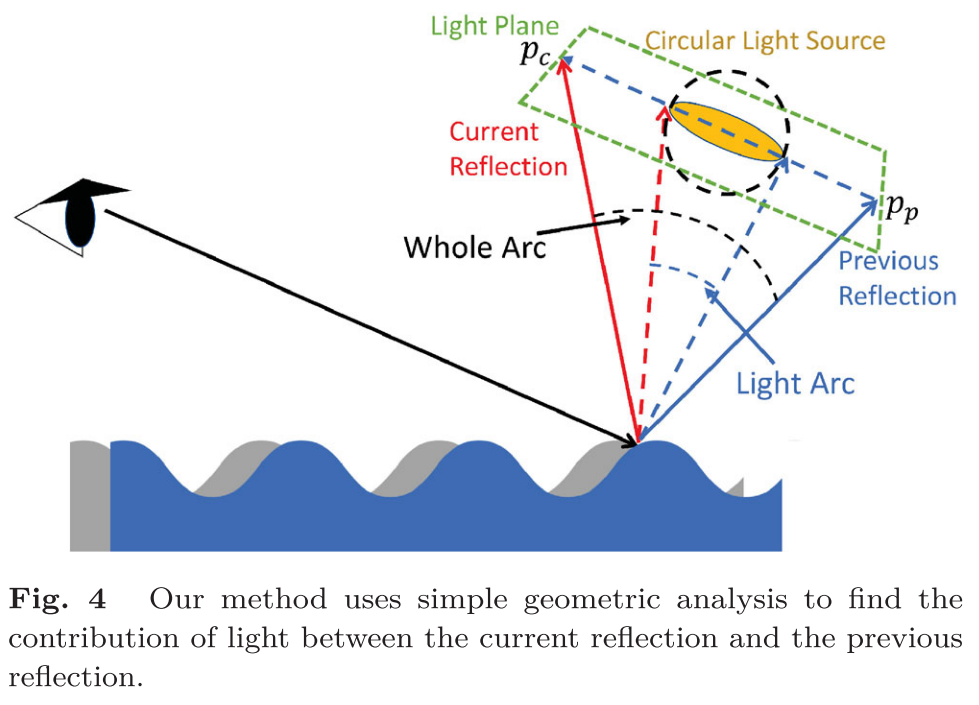 Light Plane
p_c
Circular Light Source
Current
Reflection
Whole Arc
p_p
Previous
Reflection
Light Arc
Fig. 4 Our method uses simple geometric analysis to find the
contribution of light between the current reflection and the previous
reflection.